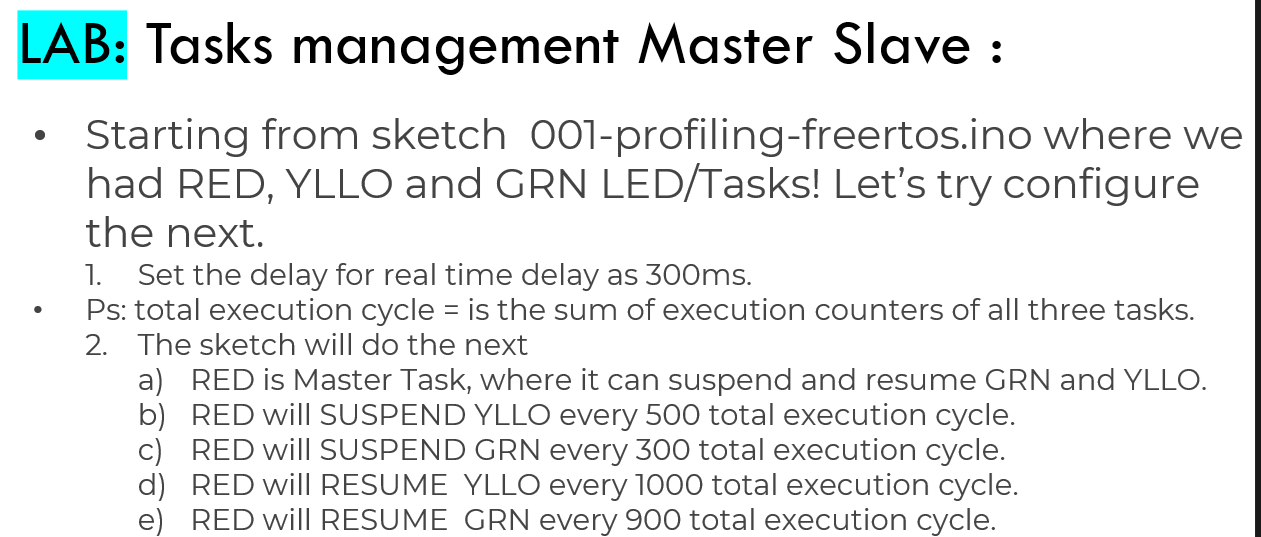 LAB: Tasks management Master Slave :
• Starting from sketch 001-profiling-freertos.ino where we
had RED, YLLO and GRN LED/Tasks! Let's try configure
the next.
1. Set the delay for real time delay as 300ms.
• Ps: total execution cycle = is the sum of execution counters of all three tasks.
2. The sketch will do the next
a) RED is Master Task, where it can suspend and resume GRN and YLLO.
b) RED will SUSPEND YLLO every 500 total execution cycle.
c) RED will SUSPEND GRN every 300 total execution cycle.
d) RED will RESUME YLLO every 1000 total execution cycle.
e) RED will RESUME GRN every 900 total execution cycle.